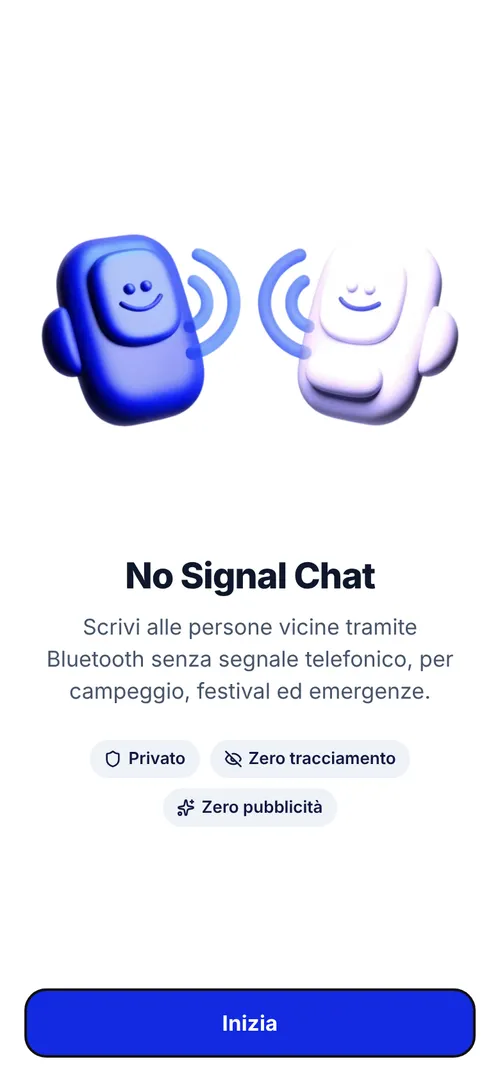 No Signal Chat
Scrivi alle persone vicine tramite
Bluetooth senza segnale telefonico, per
campeggio, festival ed emergenze.
Privato
Zero tracciamento
Zero pubblicità
Inizia